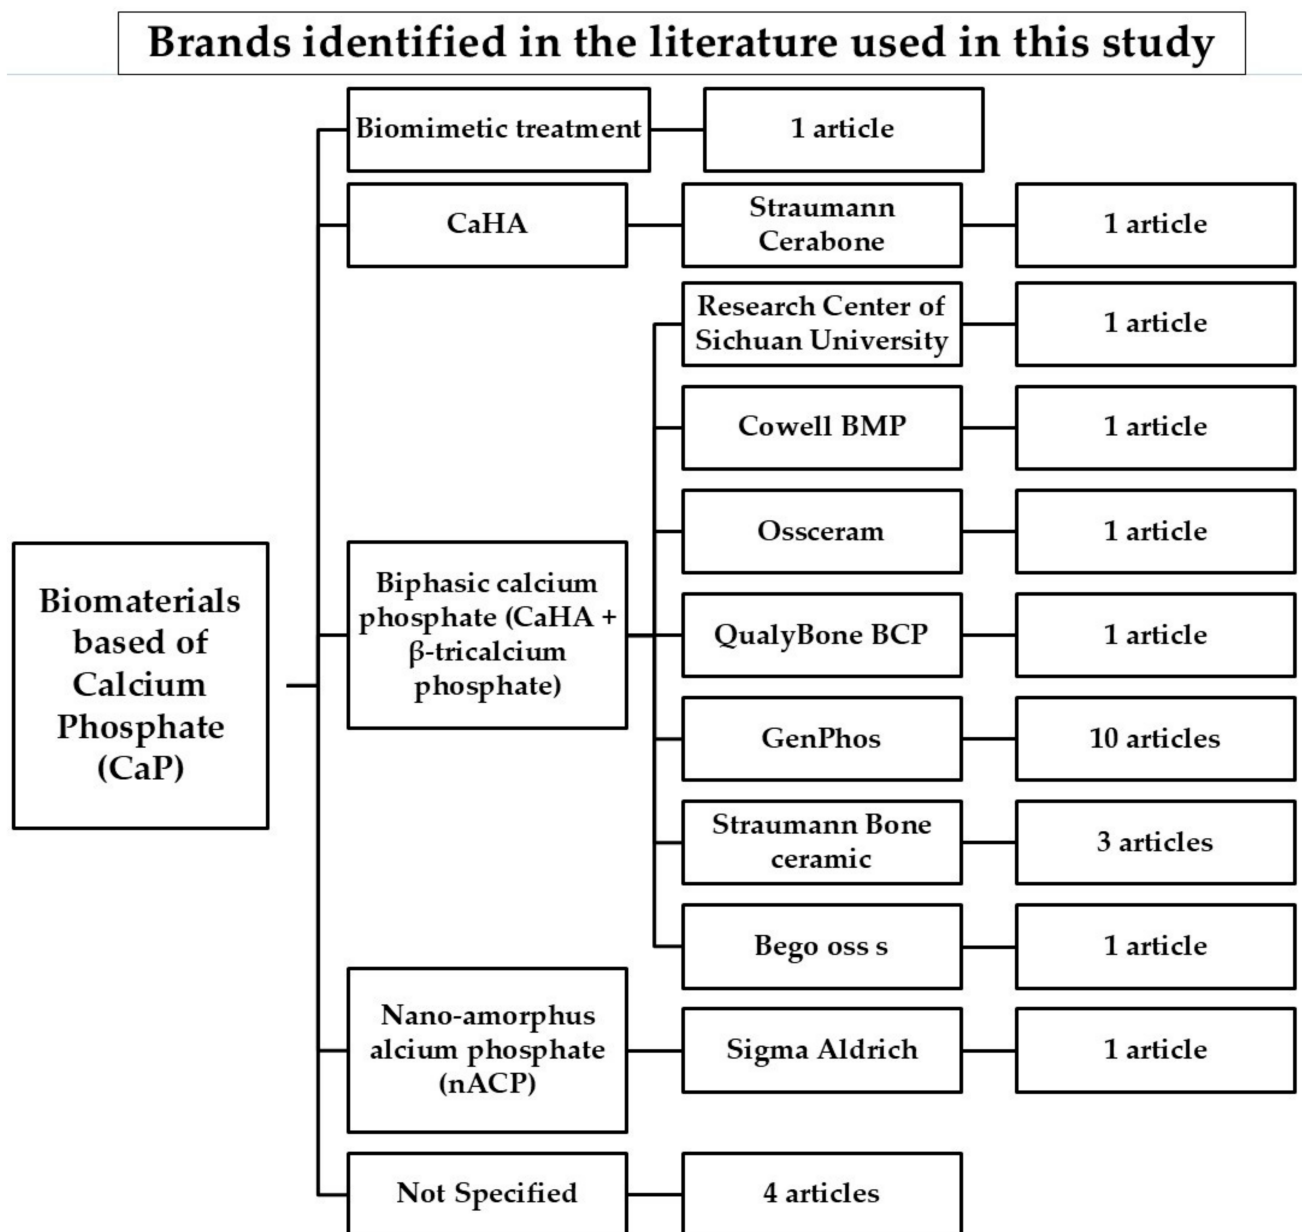 Brands identified in the literature used in this study
Biomimetic treatment
1 article
CaHA
Straumann
Cerabone
1 article
Research Center of
Sichuan University
1 article
Cowell BMP
1 article
Ossceram
1 article
Biomaterials
based of
Calcium
Phosphate
(CaP)
Biphasic calcium
phosphate (CaHA +
β-tricalcium
phosphate)
QualyBone BCP
1 article
GenPhos
10 articles
Straumann Bone
ceramic
3 articles
Bego oss s
1 article
Nano-amorphus
alcium phosphate
(nACP)
Sigma Aldrich
1 article
Not Specified
4 articles